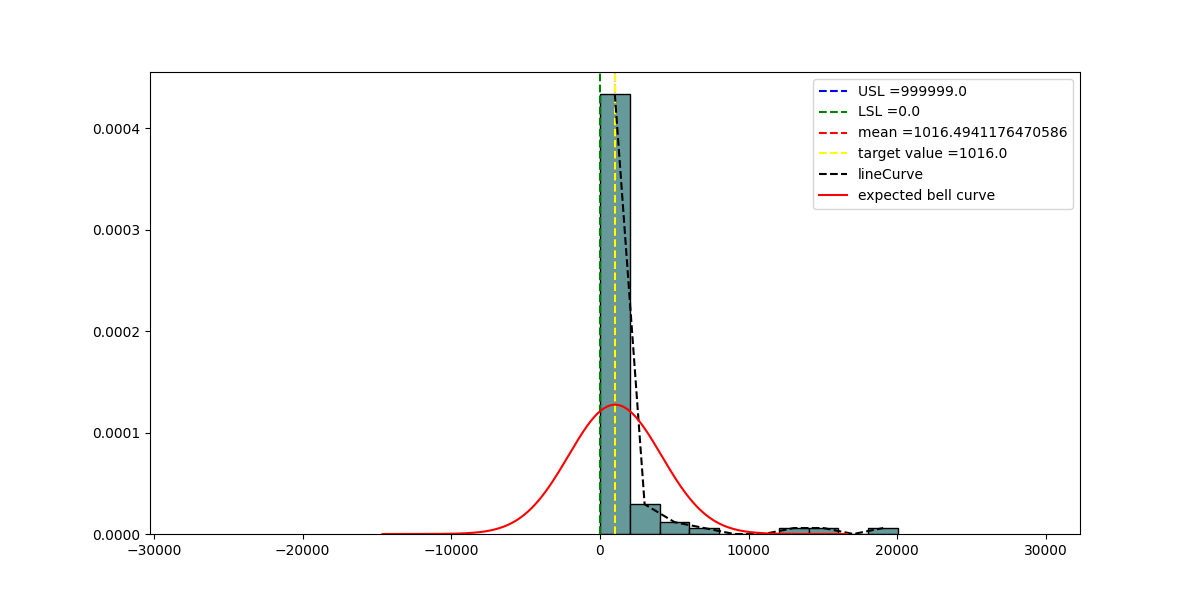 USL =999999.0
LSL =0.0
mean =1016.4941176470586
target value =1016.0
lineCurve
expected bell curve
0.0004
0.0003
0.0002
0.0001
0.0000
−30000 −20000 −10000 0 10000 20000 30000